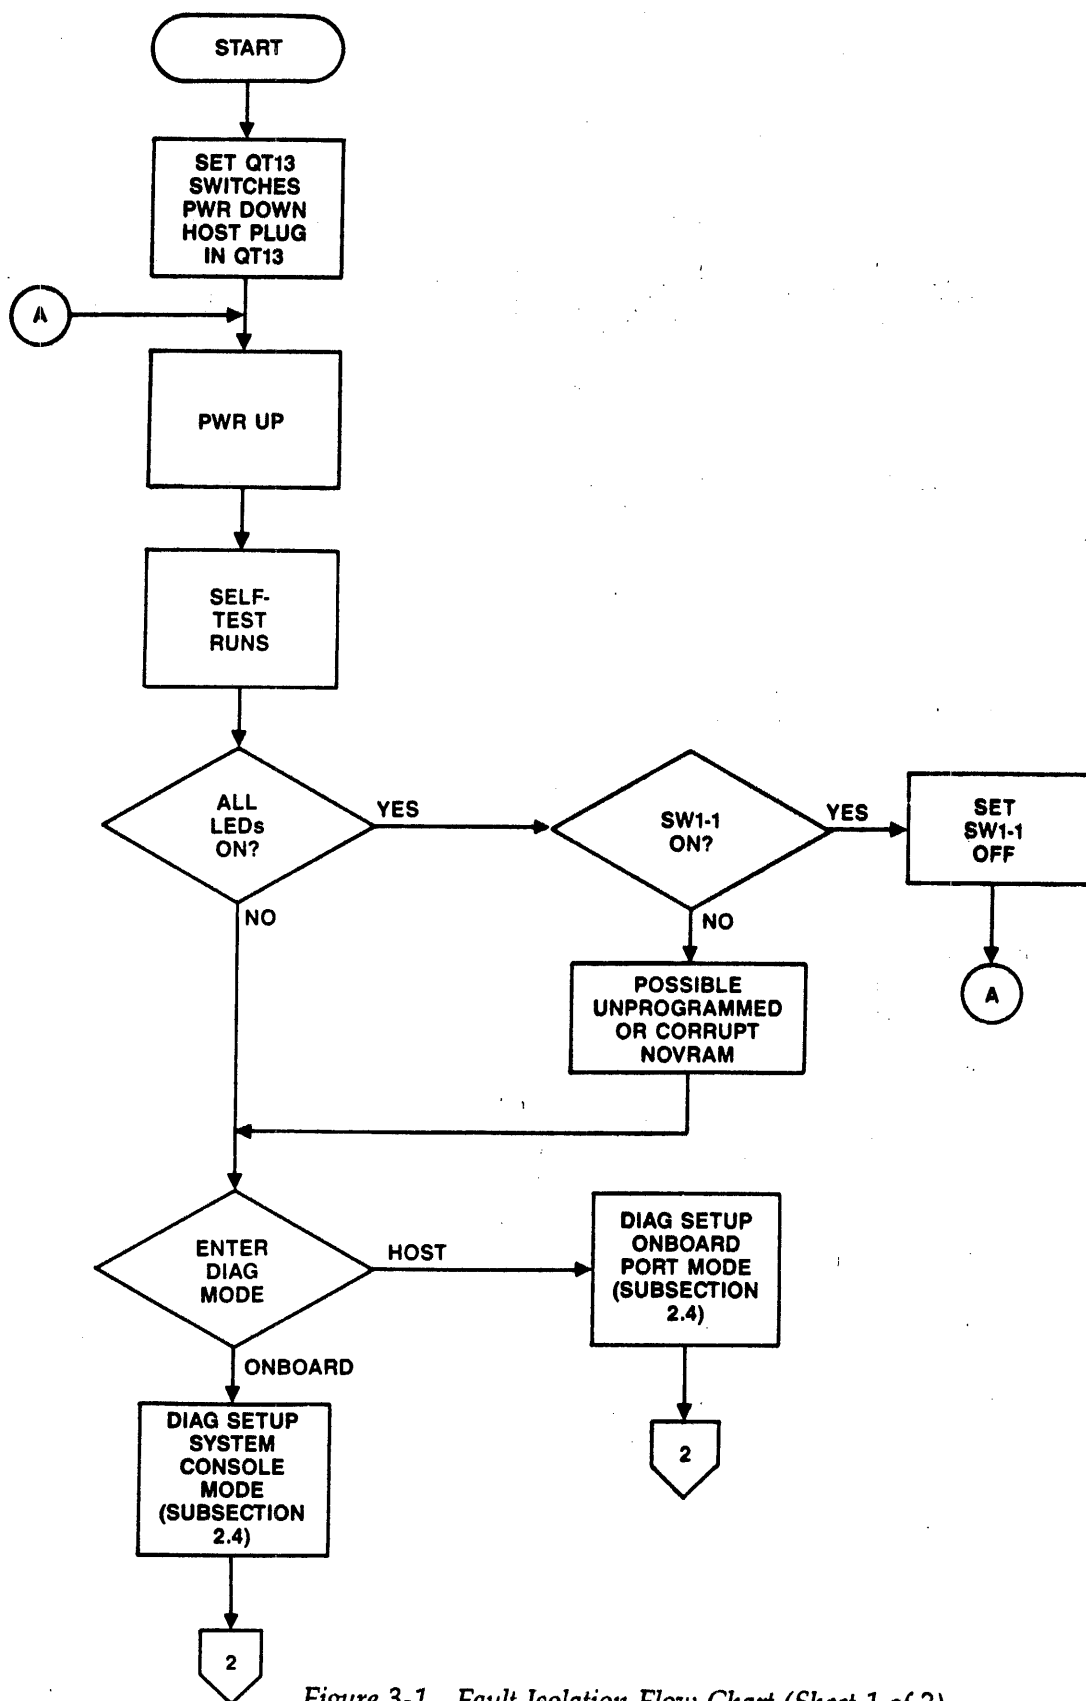 START
SET QT13
SWITCHES
PWR DOWN
HOST PLUG
IN QT13
A
PWR UP
SELF-
TEST
RUNS
ALL
LEDs
ON?
YES
SW1-1
ON?
YES
SET
SW1-1
OFF
NO
NO
A
POSSIBLE
UNPROGRAMMED
OR CORRUPT
NOVRAM
ENTER
DIAG
MODE
HOST
DIAG SETUP
ONBOARD
PORT MODE
(SUBSECTION
2.4)
ONBOARD
2
DIAG SETUP
SYSTEM
CONSOLE
MODE
(SUBSECTION
2.4)
2
Figure 3-1 Fault Isolation Flow Chart (Sheet 1 of 2)